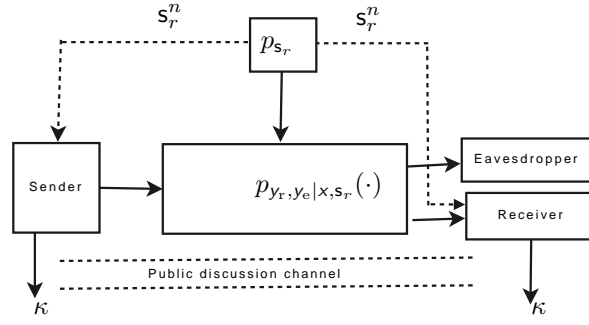 s_r^n
s_r^n
p_{s_r}
Sender
p_{y_r,y_e|x,s_r}(·)
Eavesdropper
Receiver
Public discussion channel
κ
κ